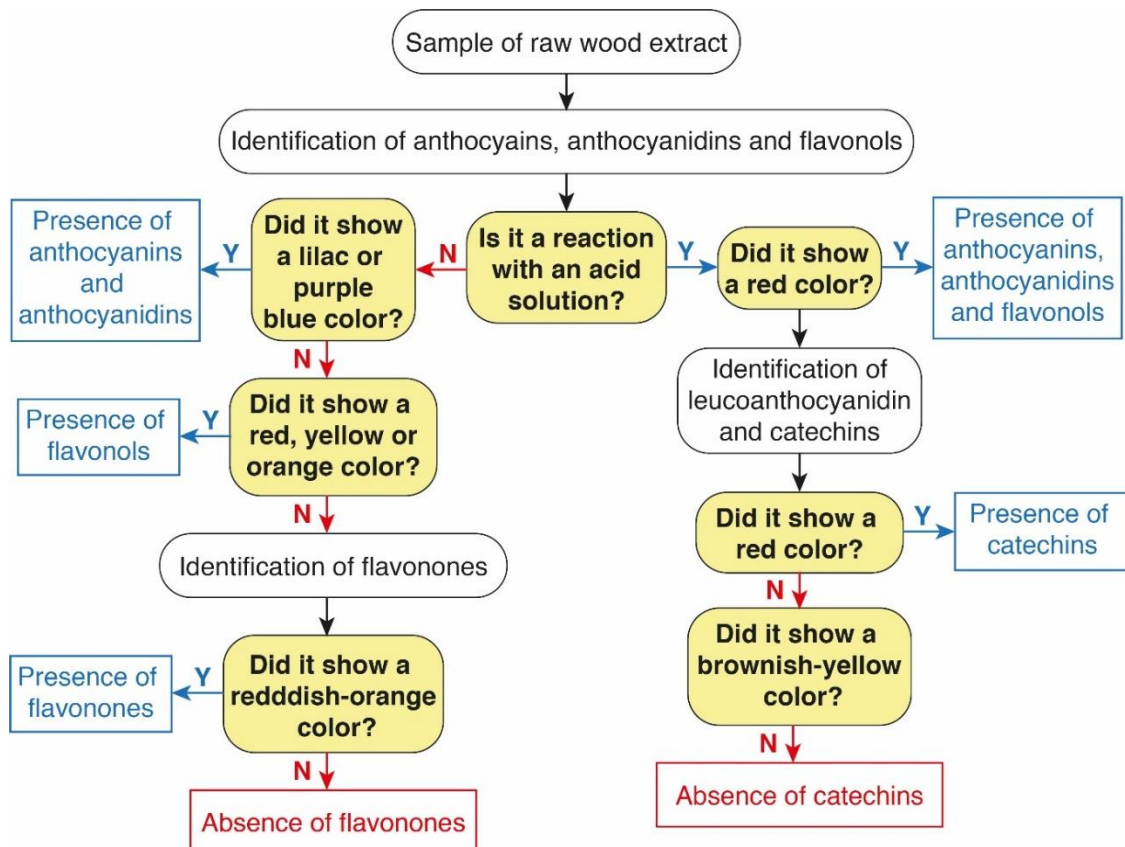 Sample of raw wood extract
Identification of anthocyains, anthocyanidins and flavonols
Presence of
anthocyanins
and
anthocyanidins
Y
Did it show
a lilac or
purple
blue color?
N
Is it a reaction
with an acid
solution?
Y
Did it show
a red color?
Y
Presence of
anthocyanins,
anthocyanidins
and flavonols
N
Identification of
leucoanthocyanidin
and catechins
Presence of
flavonols
Y
Did it show a
red, yellow or
orange color?
N
Did it show a
red color?
Y
Presence of
catechins
Identification of flavonones
N
Did it show a
brownish-yellow
color?
Presence of
flavonones
Y
Did it show a
redddish-orange
color?
N
N
Absence of flavonones
Absence of catechins